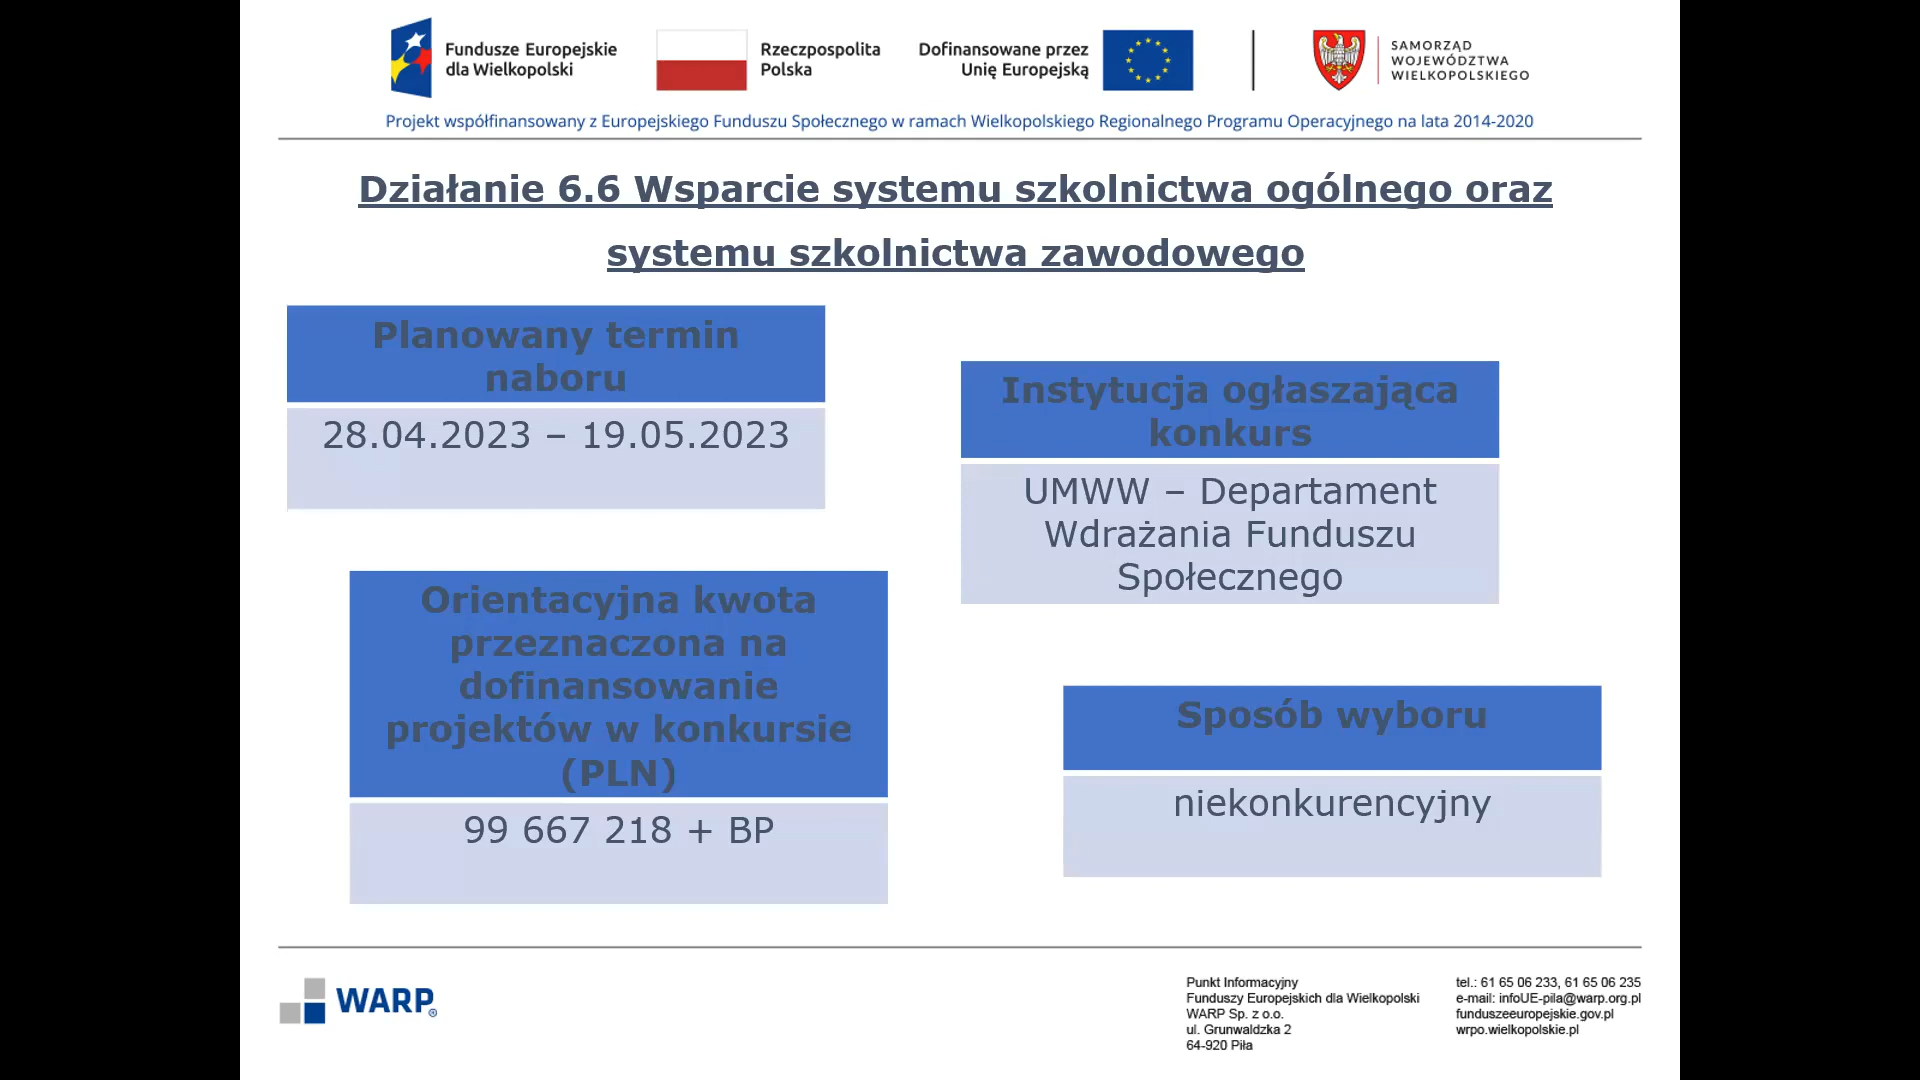 Fundusze Europejskie
dla Wielkopolski
Rzeczpospolita
Polska
Dofinansowane przez
Unię Europejską
SAMORZĄD
WOJEWÓDZTWA
WIELKOPOLSKIEGO
Projekt współfinansowany z Europejskiego Funduszu Społecznego w ramach Wielkopolskiego Regionalnego Programu Operacyjnego na lata 2014-2020
Działanie 6.6 Wsparcie systemu szkolnictwa ogólnego oraz
systemu szkolnictwa zawodowego
Planowany termin
naboru
28.04.2023 – 19.05.2023
Instytucja ogłaszająca
konkurs
UMWW – Departament
Wdrażania Funduszu
Społecznego
Orientacyjna kwota
przeznaczona na
dofinansowanie
projektów w konkursie
(PLN)
99 667 218 + BP
Sposób wyboru
niekonkurencyjny
WARP®
Punkt Informacyjny
Funduszy Europejskich dla Wielkopolski
WARP Sp. z o.o.
ul. Grunwaldzka 2
64-920 Piła
tel.: 61 65 06 233, 61 65 06 235
e-mail: infoUE-pila@warp.org.pl
funduszeeuropejskie.gov.pl
wrpo.wielkopolskie.pl